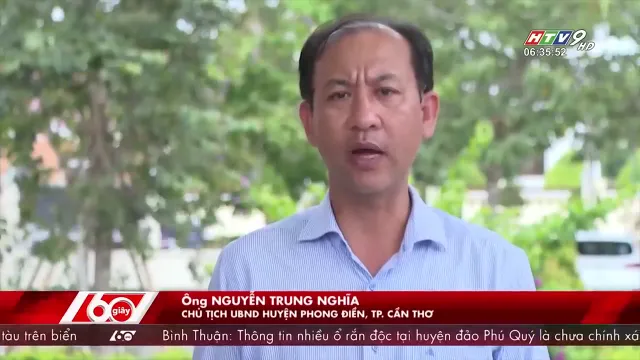 HTV9 HD
06:35:52
60 giây
Ông NGUYỄN TRUNG NGHĨA
CHỦ TỊCH UBND HUYỆN PHONG ĐIỀN, TP. CẦN THƠ
tàu trên biển 60 Bình Thuận: Thông tin nhiều ổ rắn độc tại huyện đảo Phú Quý là chưa chính xá